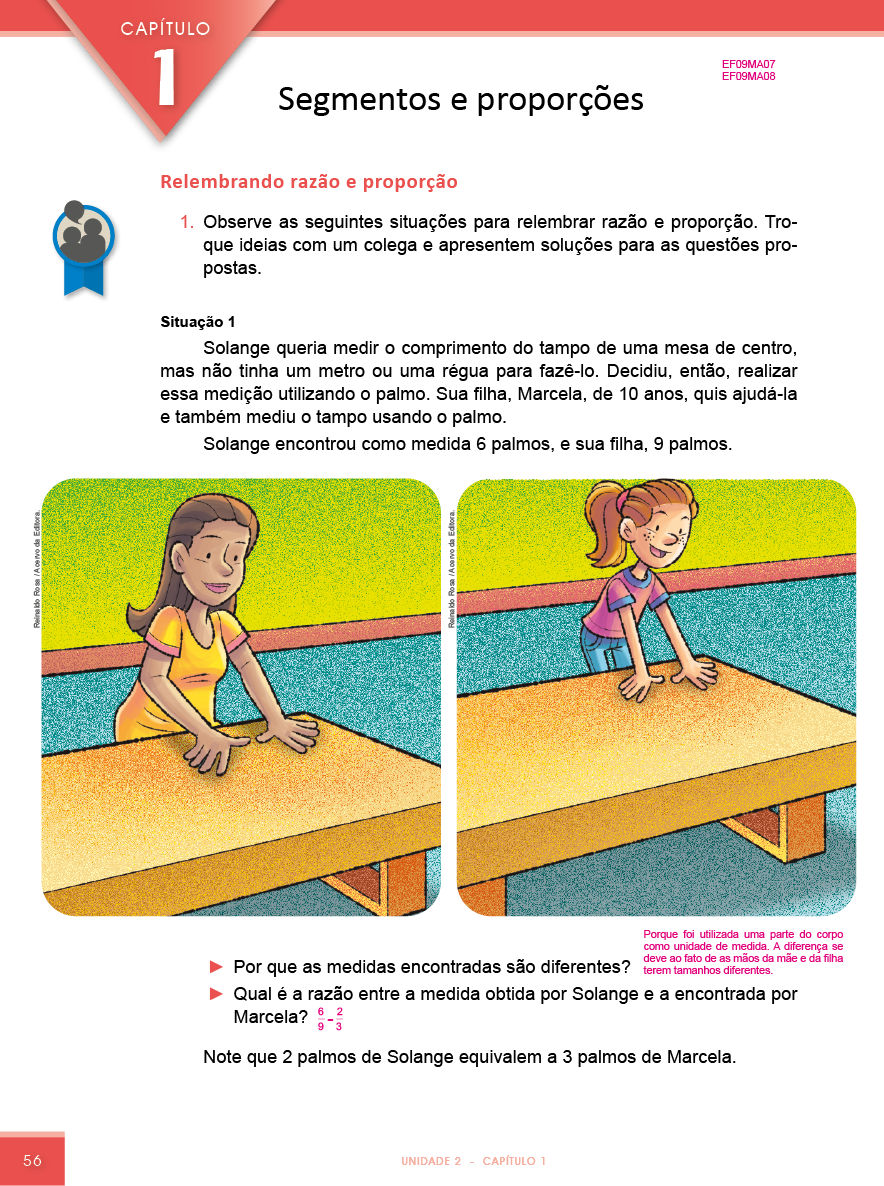 CAPÍTULO
1
EF09MA07
EF09MA08
Segmentos e proporções
Relembrando razão e proporção
1. Observe as seguintes situações para relembrar razão e proporção. Tro-
que ideias com um colega e apresentem soluções para as questões pro-
postas.
Situação 1
Solange queria medir o comprimento do tampo de uma mesa de centro,
mas não tinha um metro ou uma régua para fazê-lo. Decidiu, então, realizar
essa medição utilizando o palmo. Sua filha, Marcela, de 10 anos, quis ajudá-la
e também mediu o tampo usando o palmo.
Solange encontrou como medida 6 palmos, e sua filha, 9 palmos.
Reinaldo Rosa / Acervo da Editora.
Reinaldo Rosa / Acervo da Editora.
Porque foi utilizada uma parte do corpo
como unidade de medida. A diferença se
deve ao fato de as mãos da mãe e da filha
terem tamanhos diferentes.
► Por que as medidas encontradas são diferentes?
► Qual é a razão entre a medida obtida por Solange e a encontrada por
Marcela? 6/9 - 2/3
Note que 2 palmos de Solange equivalem a 3 palmos de Marcela.
56
UNIDADE 2 - CAPÍTULO 1